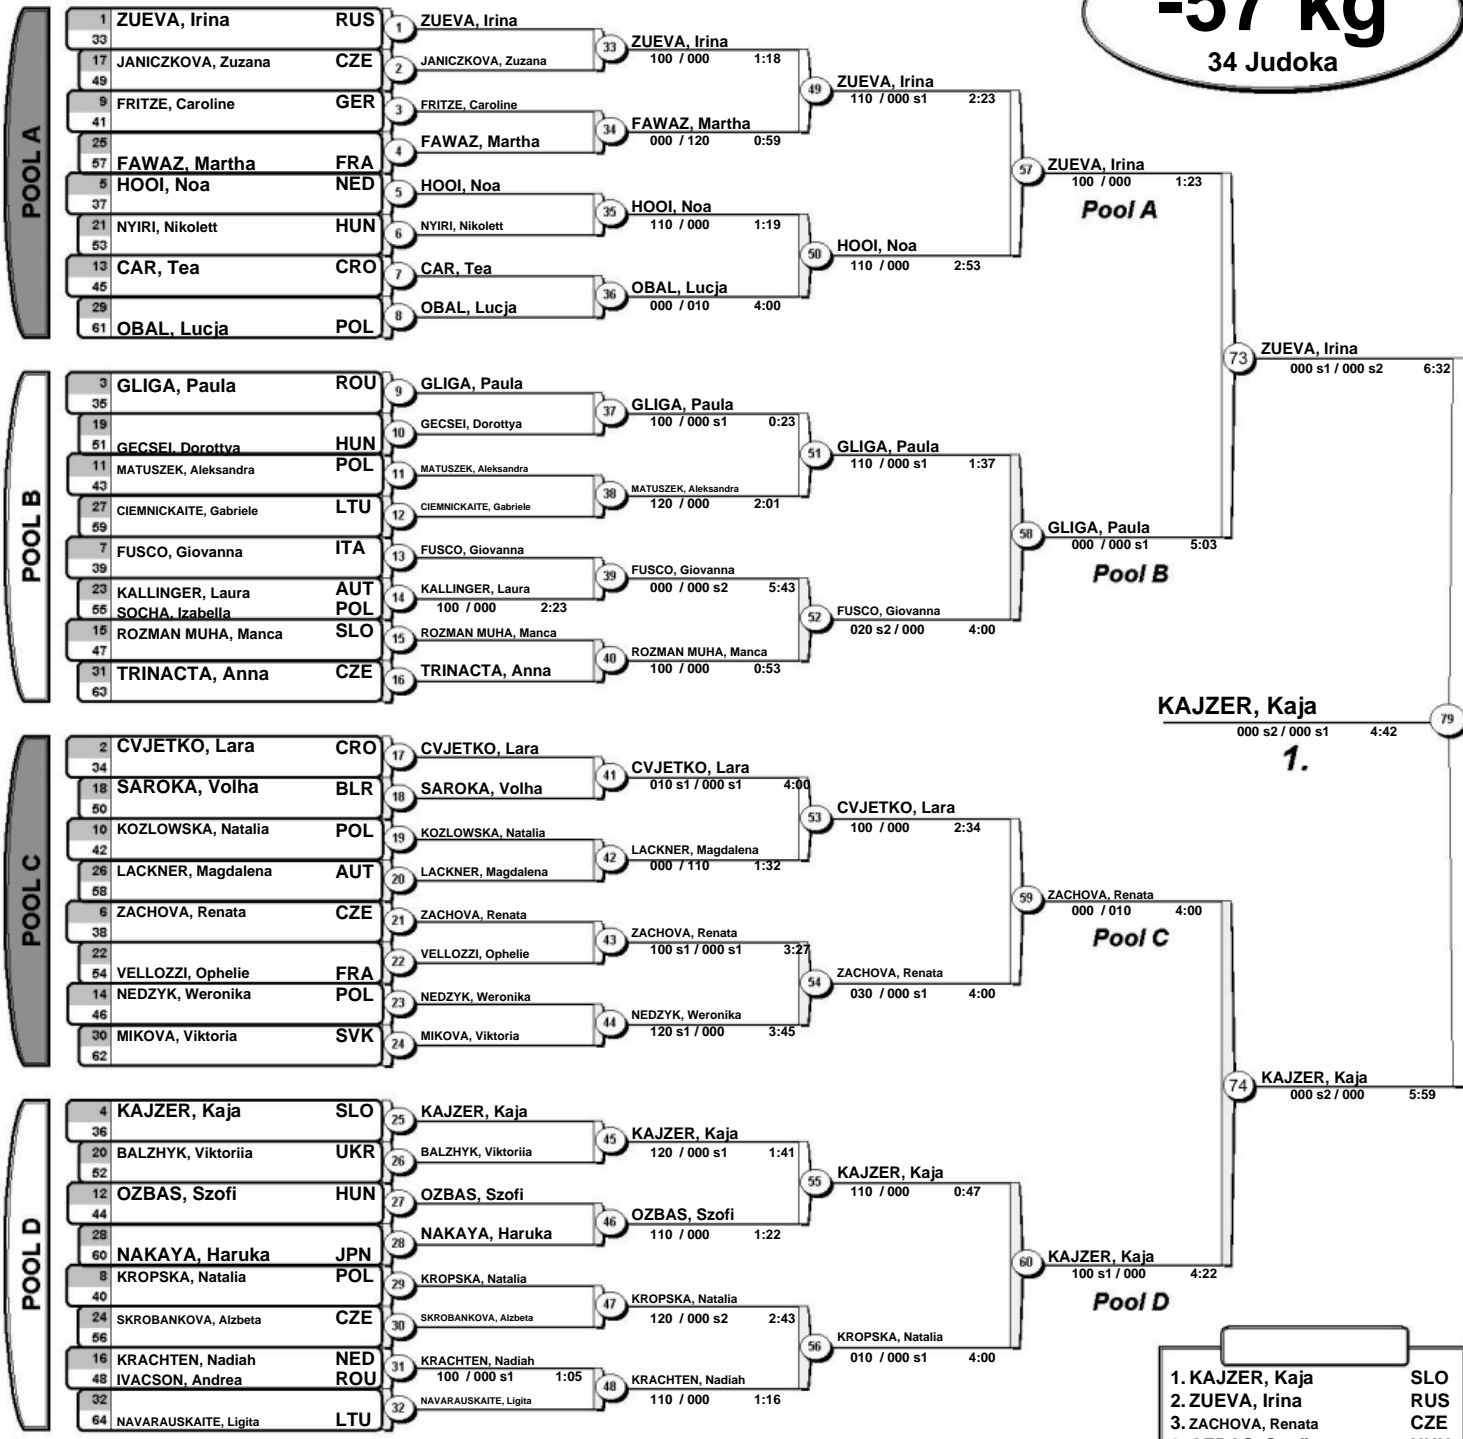 -57 kg
34 Judoka
POOL A
1 ZUEVA, Irina RUS
33
17 JANICZKOVA, Zuzana CZE
49
9 FRITZE, Caroline GER
41
25
57 FAWAZ, Martha FRA
5 HOOI, Noa NED
37
21 NYIRI, Nikolett HUN
53
13 CAR, Tea CRO
45
29
61 OBAL, Lucja POL
1 ZUEVA, Irina
2 JANICZKOVA, Zuzana
3 FRITZE, Caroline
4 FAWAZ, Martha
5 HOOI, Noa
6 NYIRI, Nikolett
7 CAR, Tea
8 OBAL, Lucja
33 ZUEVA, Irina
100 / 000 1:18
34 FAWAZ, Martha
000 / 120 0:59
35 HOOI, Noa
110 / 000 1:19
36 OBAL, Lucja
000 / 010 4:00
49 ZUEVA, Irina
110 / 000 s1 2:23
50 HOOI, Noa
110 / 000 2:53
57 ZUEVA, Irina
100 / 000 1:23
Pool A
POOL B
3 GLIGA, Paula ROU
35
19
51 GECSEI, Dorottya HUN
11 MATUSZEK, Aleksandra POL
43
27 CIEMNICKAITE, Gabriele LTU
59
7 FUSCO, Giovanna ITA
39
23 KALLINGER, Laura AUT
55 SOCHA, Izabella POL
15 ROZMAN MUHA, Manca SLO
47
31 TRINACTA, Anna CZE
63
9 GLIGA, Paula
10 GECSEI, Dorottya
11 MATUSZEK, Aleksandra
12 CIEMNICKAITE, Gabriele
13 FUSCO, Giovanna
14 KALLINGER, Laura
100 / 000 2:23
15 ROZMAN MUHA, Manca
16 TRINACTA, Anna
37 GLIGA, Paula
100 / 000 s1 0:23
38 MATUSZEK, Aleksandra
120 / 000 2:01
39 FUSCO, Giovanna
000 / 000 s2 5:43
40 ROZMAN MUHA, Manca
100 / 000 0:53
51 GLIGA, Paula
110 / 000 s1 1:37
52 FUSCO, Giovanna
020 s2 / 000 4:00
58 GLIGA, Paula
000 / 000 s1 5:03
Pool B
73 ZUEVA, Irina
000 s1 / 000 s2 6:32
KAJZER, Kaja 79
000 s2 / 000 s1 4:42
1.
POOL C
2 CVJETKO, Lara CRO
34
18 SAROKA, Volha BLR
50
10 KOZLOWSKA, Natalia POL
42
26 LACKNER, Magdalena AUT
58
6 ZACHOVA, Renata CZE
38
22
54 VELLOZZI, Ophelie FRA
14 NEDZYK, Weronika POL
46
30 MIKOVA, Viktoria SVK
62
17 CVJETKO, Lara
18 SAROKA, Volha
19 KOZLOWSKA, Natalia
20 LACKNER, Magdalena
21 ZACHOVA, Renata
22 VELLOZZI, Ophelie
23 NEDZYK, Weronika
24 MIKOVA, Viktoria
41 CVJETKO, Lara
010 s1 / 000 s1 4:00
42 LACKNER, Magdalena
000 / 110 1:32
43 ZACHOVA, Renata
100 s1 / 000 s1 3:27
44 NEDZYK, Weronika
120 s1 / 000 3:45
53 CVJETKO, Lara
100 / 000 2:34
54 ZACHOVA, Renata
030 / 000 s1 4:00
59 ZACHOVA, Renata
000 / 010 4:00
Pool C
POOL D
4 KAJZER, Kaja SLO
36
20 BALZHYK, Viktoriia UKR
52
12 OZBAS, Szofi HUN
44
28
60 NAKAYA, Haruka JPN
8 KROPSKA, Natalia POL
40
24 SKROBANKOVA, Alzbeta CZE
56
16 KRACHTEN, Nadiah NED
48 IVACSON, Andrea ROU
32
64 NAVARAUSKAITE, Ligita LTU
25 KAJZER, Kaja
26 BALZHYK, Viktoriia
27 OZBAS, Szofi
28 NAKAYA, Haruka
29 KROPSKA, Natalia
30 SKROBANKOVA, Alzbeta
31 KRACHTEN, Nadiah
100 / 000 s1 1:05
32 NAVARAUSKAITE, Ligita
45 KAJZER, Kaja
120 / 000 s1 1:41
46 OZBAS, Szofi
110 / 000 1:22
47 KROPSKA, Natalia
120 / 000 s2 2:43
48 KRACHTEN, Nadiah
110 / 000 1:16
55 KAJZER, Kaja
110 / 000 0:47
56 KROPSKA, Natalia
010 / 000 s1 4:00
60 KAJZER, Kaja
100 s1 / 000 4:22
Pool D
74 KAJZER, Kaja
000 s2 / 000 5:59
1. KAJZER, Kaja SLO
2. ZUEVA, Irina RUS
3. ZACHOVA, Renata CZE